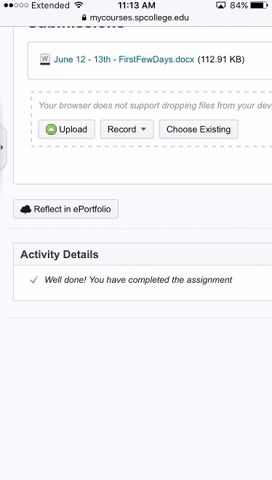 Extended 11:13 AM 84%
mycourses.spcollege.edu
Submissions
June 12 - 13th - FirstFewDays.docx (112.91 KB)
Your browser does not support dropping files from your dev
Upload Record Choose Existing
Reflect in ePortfolio
Activity Details
Well done! You have completed the assignment